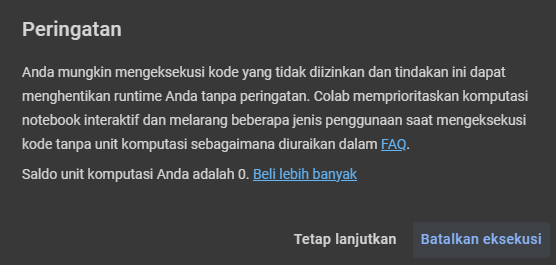 Peringatan
Anda mungkin mengeksekusi kode yang tidak diizinkan dan tindakan ini dapat
menghentikan runtime Anda tanpa peringatan. Colab memprioritaskan komputasi
notebook interaktif dan melarang beberapa jenis penggunaan saat mengeksekusi
kode tanpa unit komputasi sebagaimana diuraikan dalam FAQ.
Saldo unit komputasi Anda adalah 0. Beli lebih banyak
Tetap lanjutkan Batalkan eksekusi